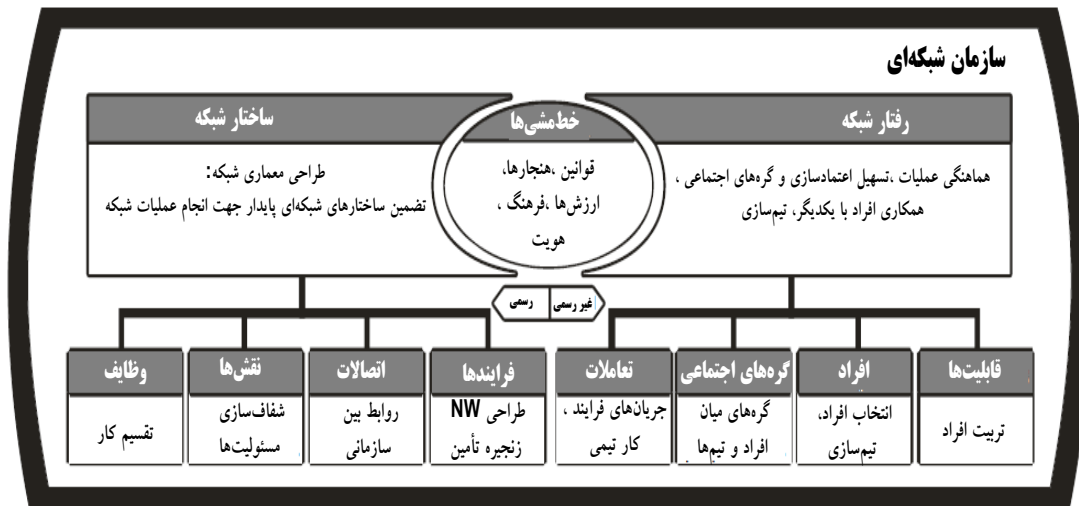 سازمان شبکه‌ای
رفتار شبکه
هماهنگی عملیات ،تسهیل اعتمادسازی و گره‌های اجتماعی ،
همکاری افراد با یکدیگر، تیم‌سازی
خط‌مشی‌ها
قوانین ،هنجارها،
ارزش‌ها ،فرهنگ ،
هویت
ساختار شبکه
طراحی معماری شبکه:
تضمین ساختارهای شبکه‌ای پایدار جهت انجام عملیات شبکه
غیر رسمی
رسمی
قابلیت‌ها
تربیت افراد
افراد
انتخاب افراد،
تیم‌سازی
گره‌های اجتماعی
گره‌های میان
افراد و تیم‌ها
تعاملات
جریان‌های فرایند ،
کار تیمی
فرایندها
طراحی NW
زنجیره تأمین
اتصالات
روابط بین
سازمانی
نقش‌ها
شفاف‌سازی
مسئولیت‌ها
وظایف
تقسیم کار